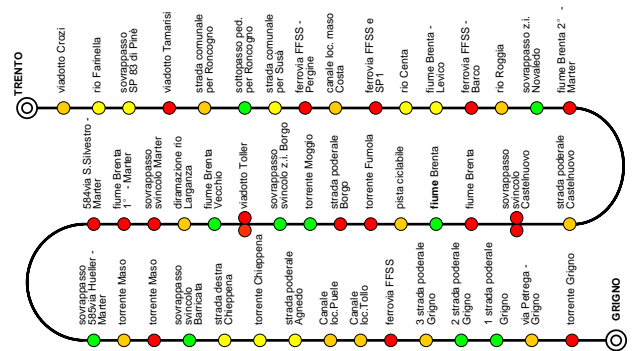 TRENTO
viadotto Crozi
rio Farinella
sovrappasso
SP 83 di Pinè
viadotto Tamarisi
strada comunale
per Roncogno
sottopasso ped.
per Roncogno
strada comunale
per Susà
ferrovia FFSS -
Pergine
canale loc. maso
Costa
ferrovia FFSS e
SP1
rio Centa
fiume Brenta -
Levico
ferrovia FFSS -
Barco
rio Roggia
sovrappasso z.i.
Novaledo
fiume Brenta 2° -
Marter
584via S.Silvestro -
Marter
fiume Brenta
1° - Marter
sovrappasso
svincolo Marter
diramazione rio
Larganza
fiume Brenta
Vecchio
viadotto Toller
sovrappasso
svincolo z.i. Borgo
torrente Moggio
strada poderale
Borgo
torrente Fumola
pista ciclabile
fiume Brenta
fiume Brenta
sovrappasso
svincolo
Castelnuovo
strada poderale
Castelnuovo
sovrappasso
585via Hueller -
Marter
torrente Maso
torrente Maso
sovrappasso
svincolo
Barricata
strada destra
Chieppena
torrente Chieppena
strada poderale
Agnedo
Canale
loc.Puele
Canale
loc.Tollo
ferrovia FFSS
3 strada poderale
Grigno
2 strada poderale
Grigno
1 strada poderale
Grigno
via Petrega -
Grigno
torrente Grigno
GRIGNO